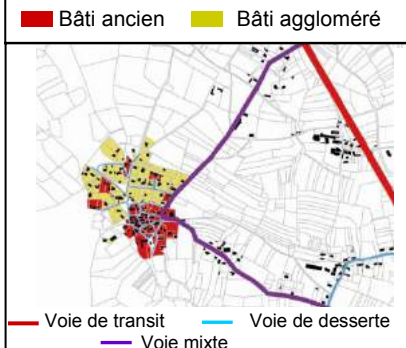 Bâti ancien Bâti aggloméré
Voie de transit Voie de desserte
Voie mixte